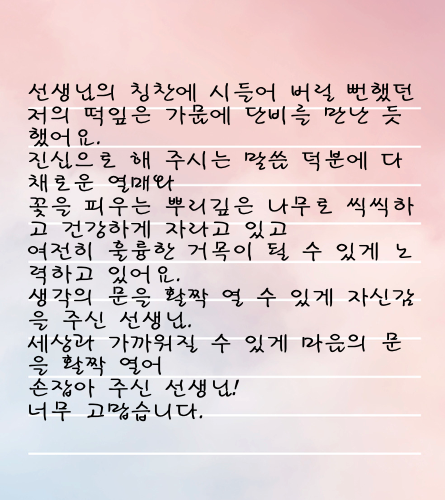 선생님의 칭찬에 시들어 버릴 뻔했던
저의 떡잎은 가뭄에 단비를 만난 듯
했어요.
진심으로 해 주시는 말씀 덕분에 다
채로운 열매와
꽃을 피우는 뿌리깊은 나무로 씩씩하
고 건강하게 자라고 있고
여전히 훌륭한 거목이 될 수 있게 노
력하고 있어요.
생각의 문을 활짝 열 수 있게 자신감
을 주신 선생님.
세상과 가까워질 수 있게 마음의 문
을 활짝 열어
손잡아 주신 선생님!
너무 고맙습니다.